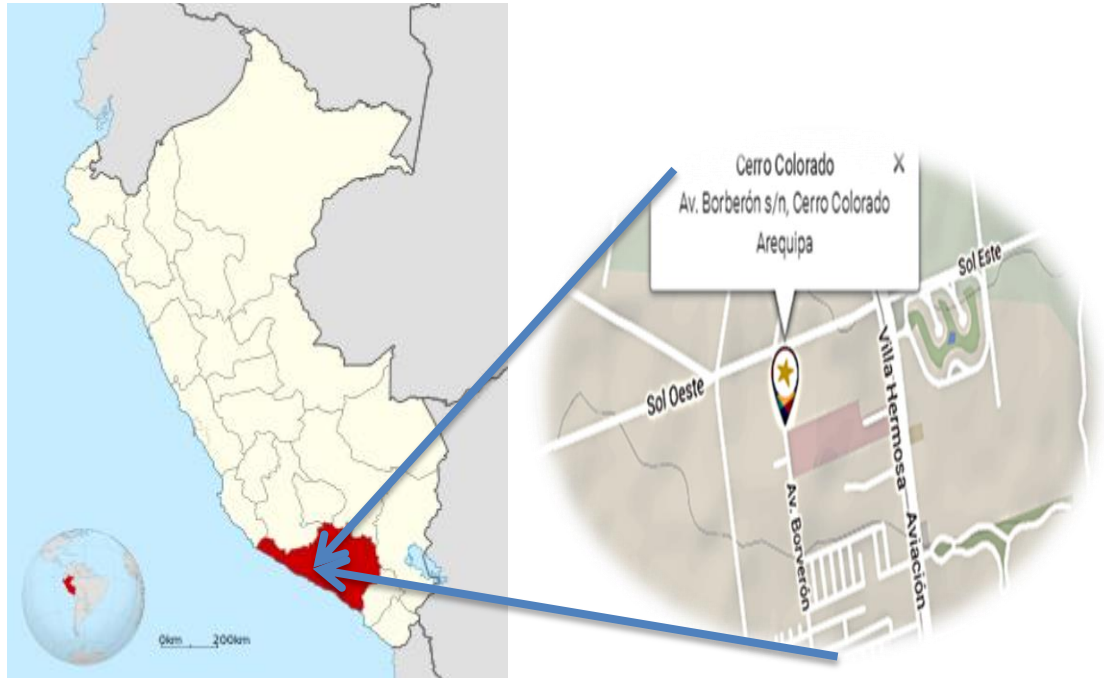 Cerro Colorado X
Av. Borberón s/n, Cerro Colorado
Arequipa
Sol Este
Sol Oeste
Villa Hermosa
Aviación
Av. Borverón
0km 200km